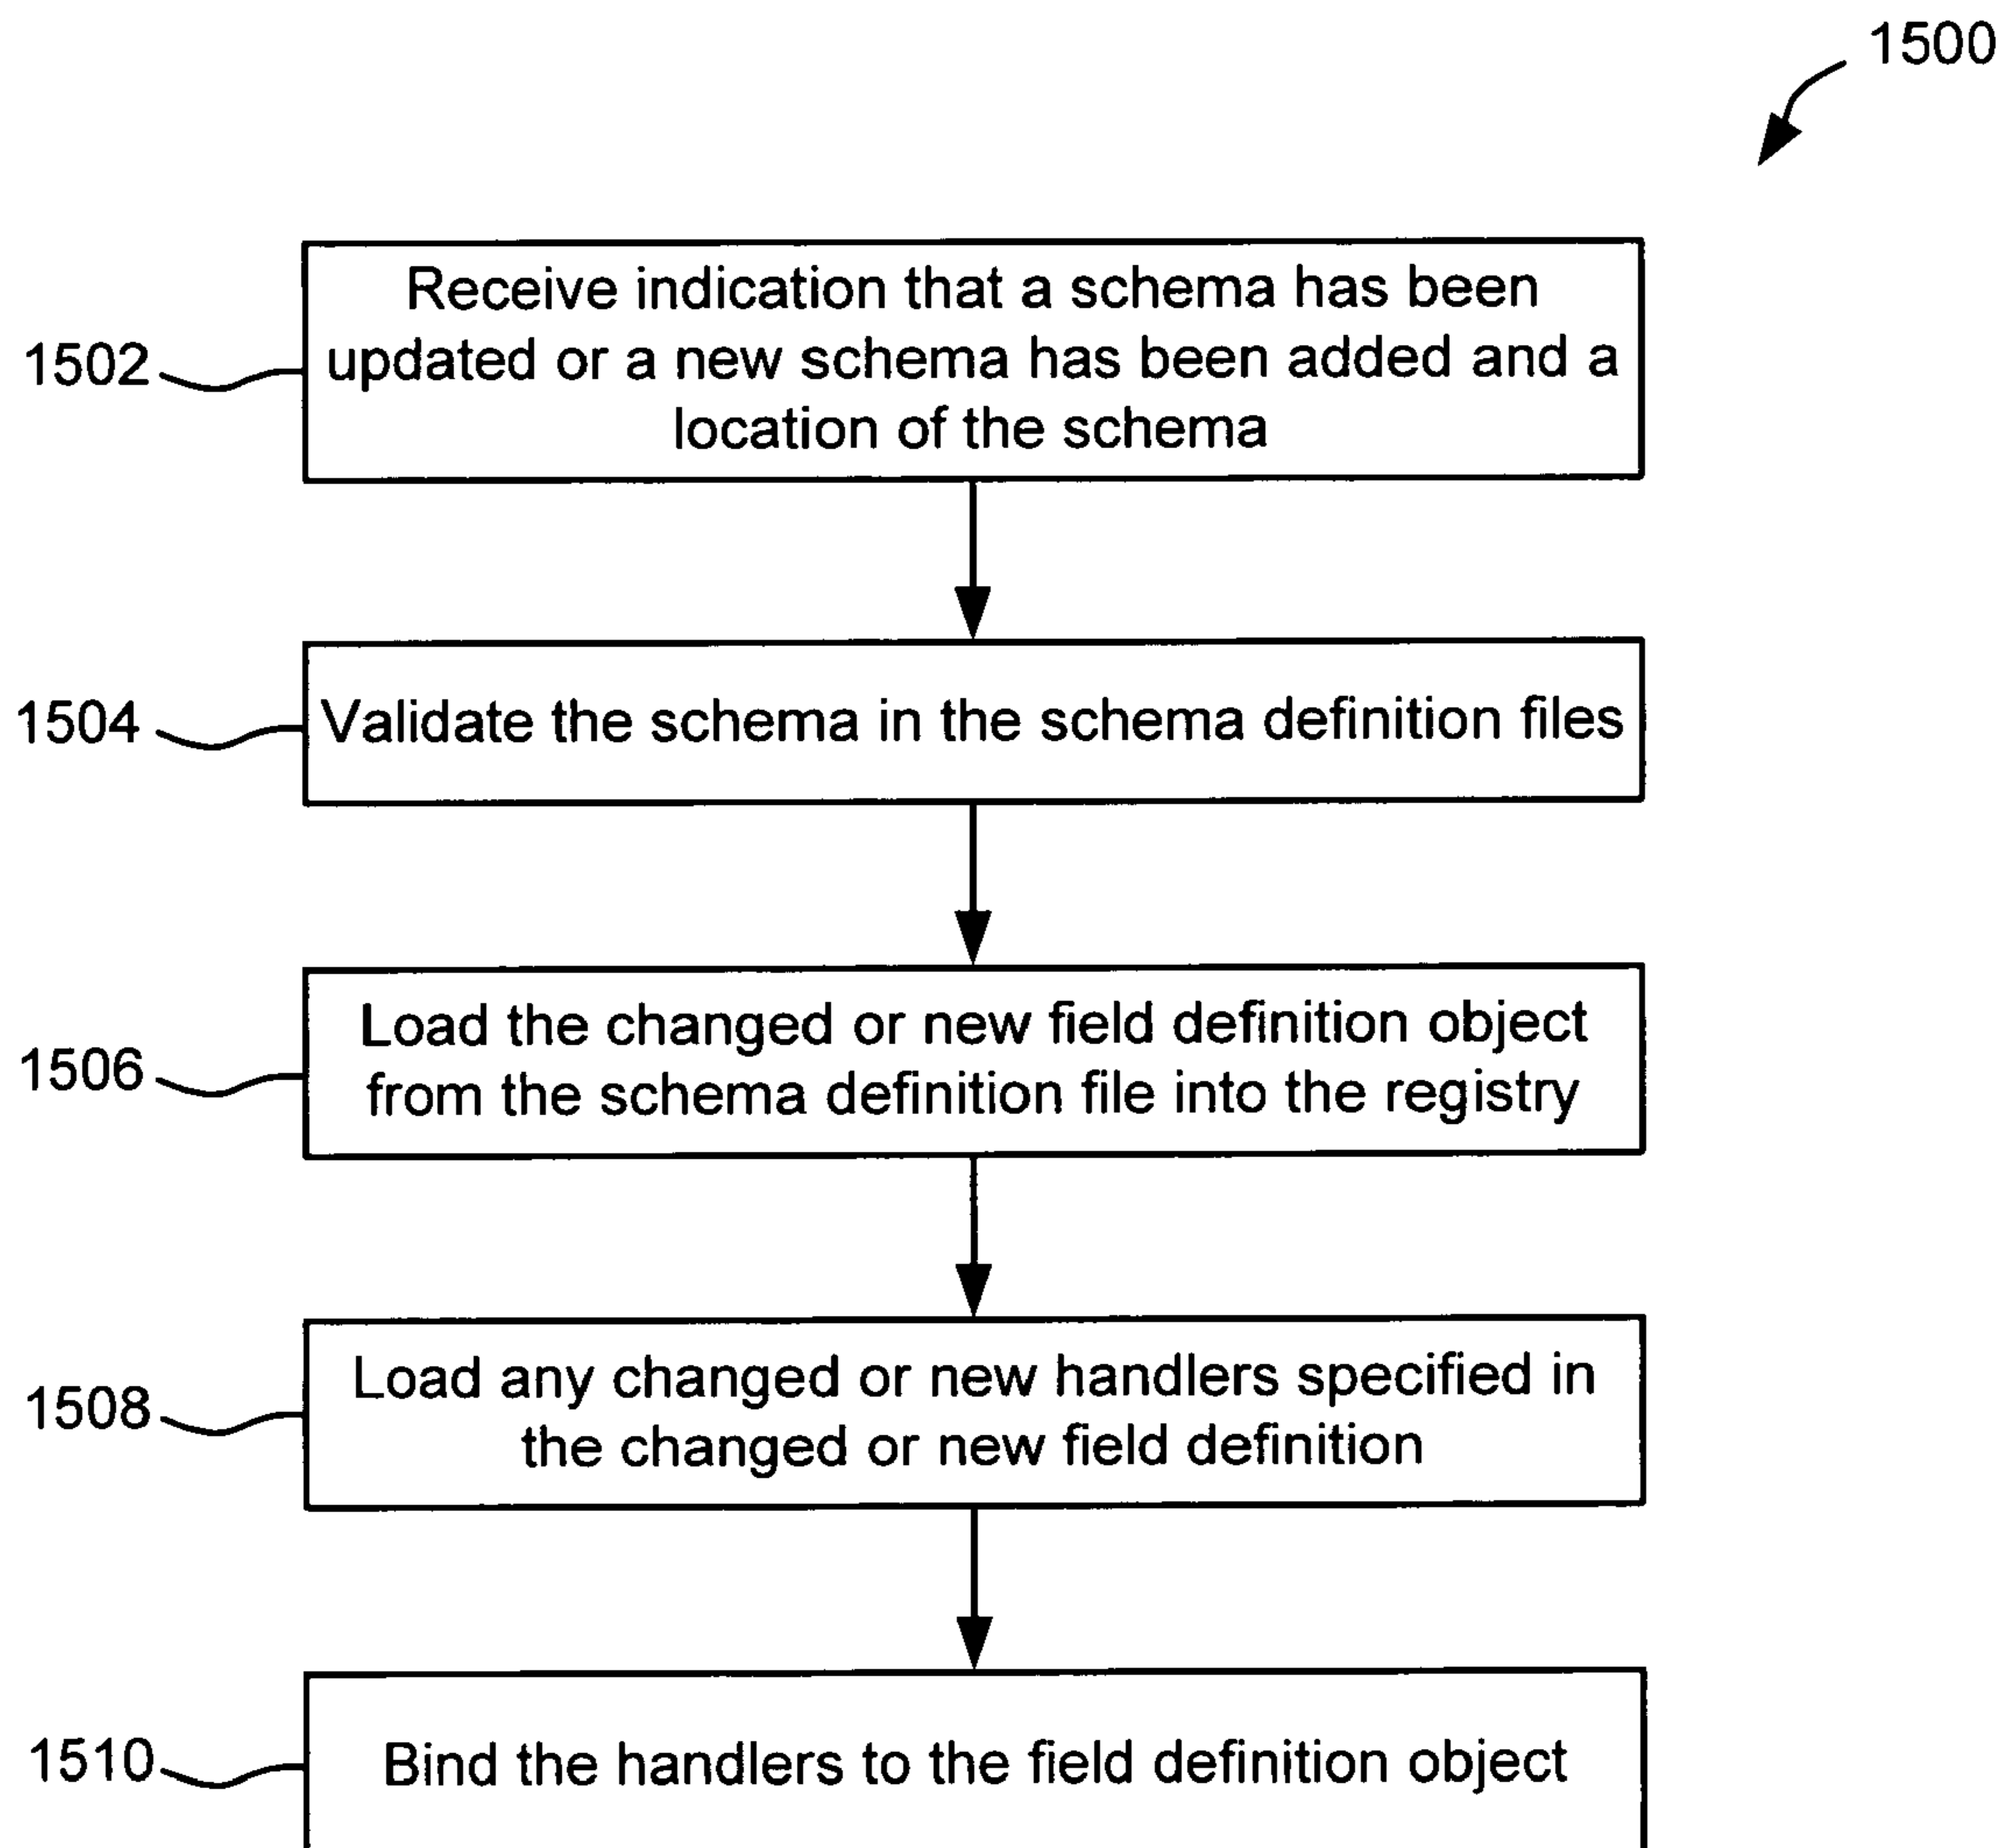 1500
1502
Receive indication that a schema has been
updated or a new schema has been added and a
location of the schema
1504
Validate the schema in the schema definition files
1506
Load the changed or new field definition object
from the schema definition file into the registry
1508
Load any changed or new handlers specified in
the changed or new field definition
1510
Bind the handlers to the field definition object